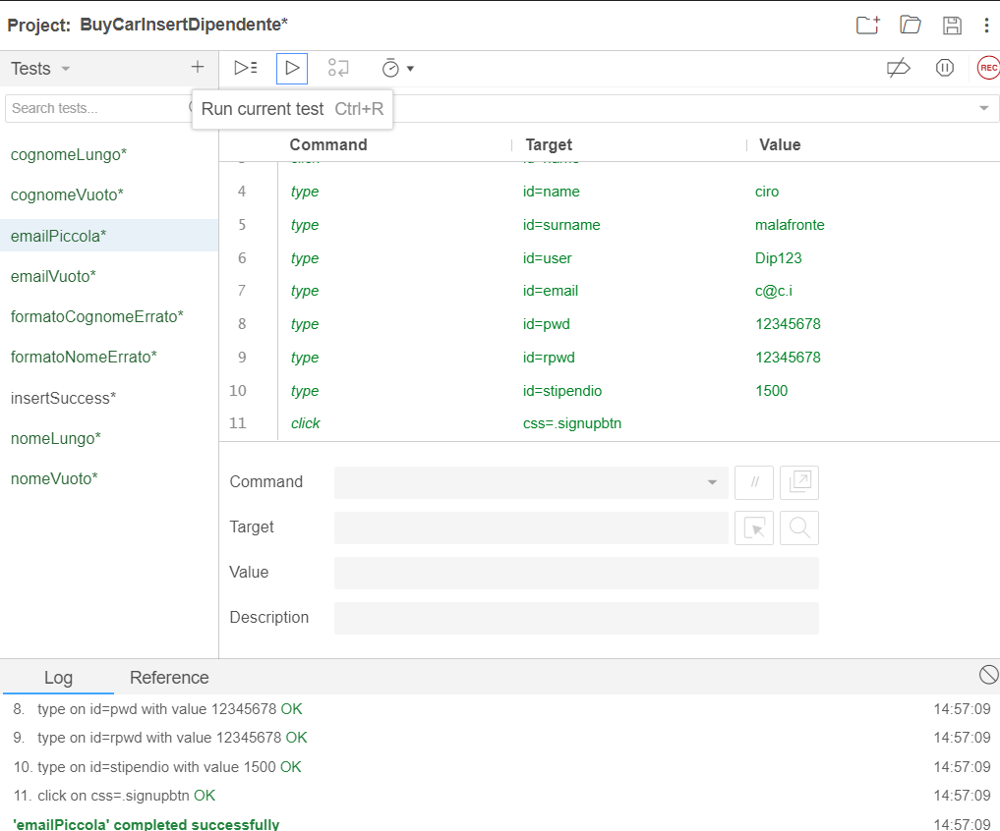 Project: BuyCarInsertDipendente*
Tests
REC
Search tests...
Run current test Ctrl+R
Command Target Value
cognomeLungo*
cognomeVuoto*
emailPiccola*
emailVuoto*
formatoCognomeErrato*
formatoNomeErrato*
insertSuccess*
nomeLungo*
nomeVuoto*
3 click id=name
4 type id=name ciro
5 type id=surname malafronte
6 type id=user Dip123
7 type id=email c@c.i
8 type id=pwd 12345678
9 type id=rpwd 12345678
10 type id=stipendio 1500
11 click css=.signupbtn
Command //
Target
Value
Description
Log Reference
8. type on id=pwd with value 12345678 OK 14:57:09
9. type on id=rpwd with value 12345678 OK 14:57:09
10. type on id=stipendio with value 1500 OK 14:57:09
11. click on css=.signupbtn OK 14:57:09
'emailPiccola' completed successfully 14:57:09